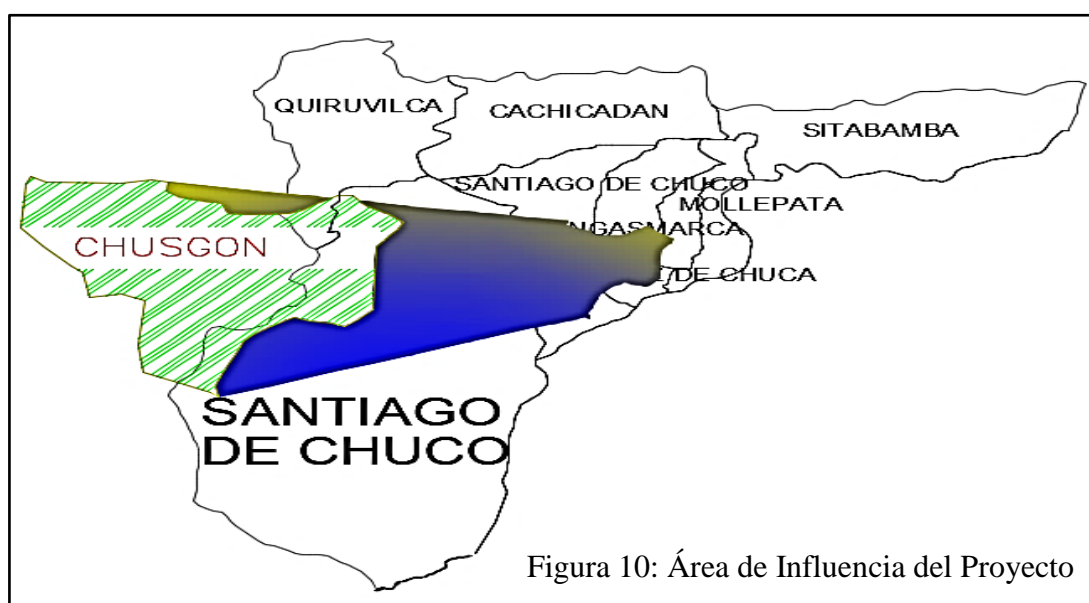 QUIRUVILCA
CACHICADAN
SITABAMBA
SANTIAGO DE CHUCO
MOLLEPATA
NGASMARCA
CHUSGON
DE CHUCA
SANTIAGO
DE CHUCO
Figura 10: Área de Influencia del Proyecto